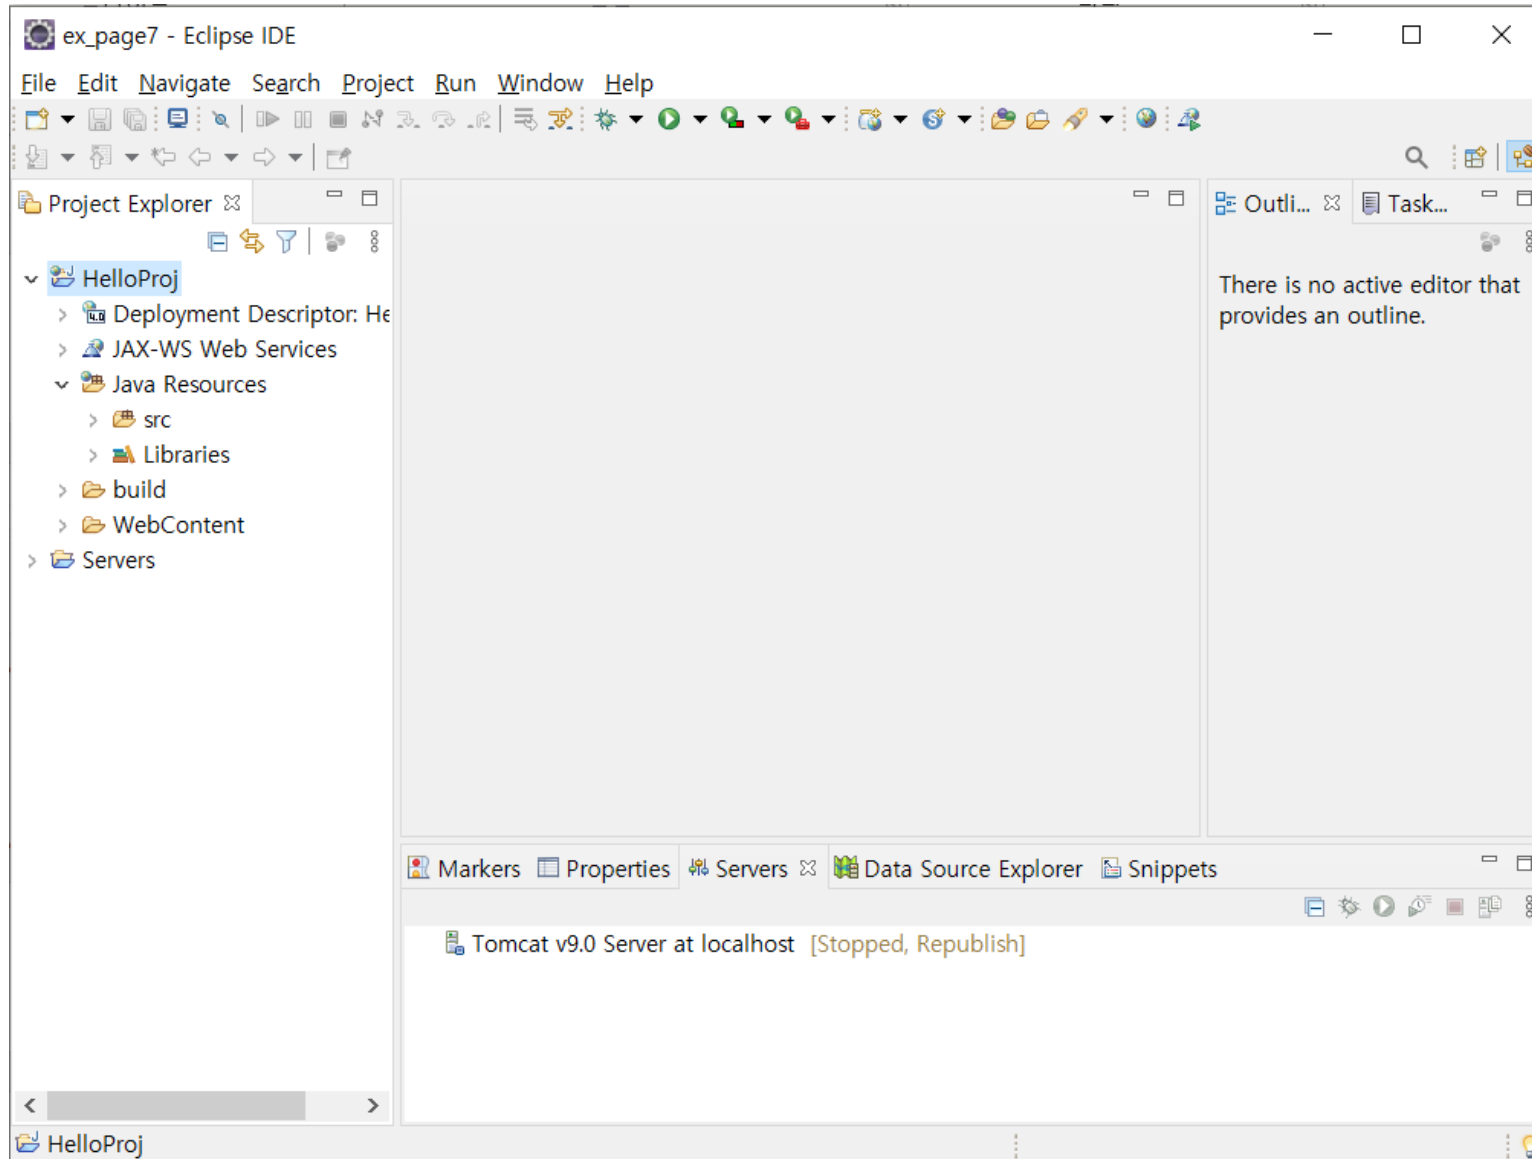 ex_page7 - Eclipse IDE
File Edit Navigate Search Project Run Window Help
Project Explorer
HelloProj
Deployment Descriptor: He
4.0
JAX-WS Web Services
Java Resources
src
Libraries
build
WebContent
Servers
Outli...
Task...
There is no active editor that
provides an outline.
Markers Properties Servers Data Source Explorer Snippets
Tomcat v9.0 Server at localhost [Stopped, Republish]
HelloProj